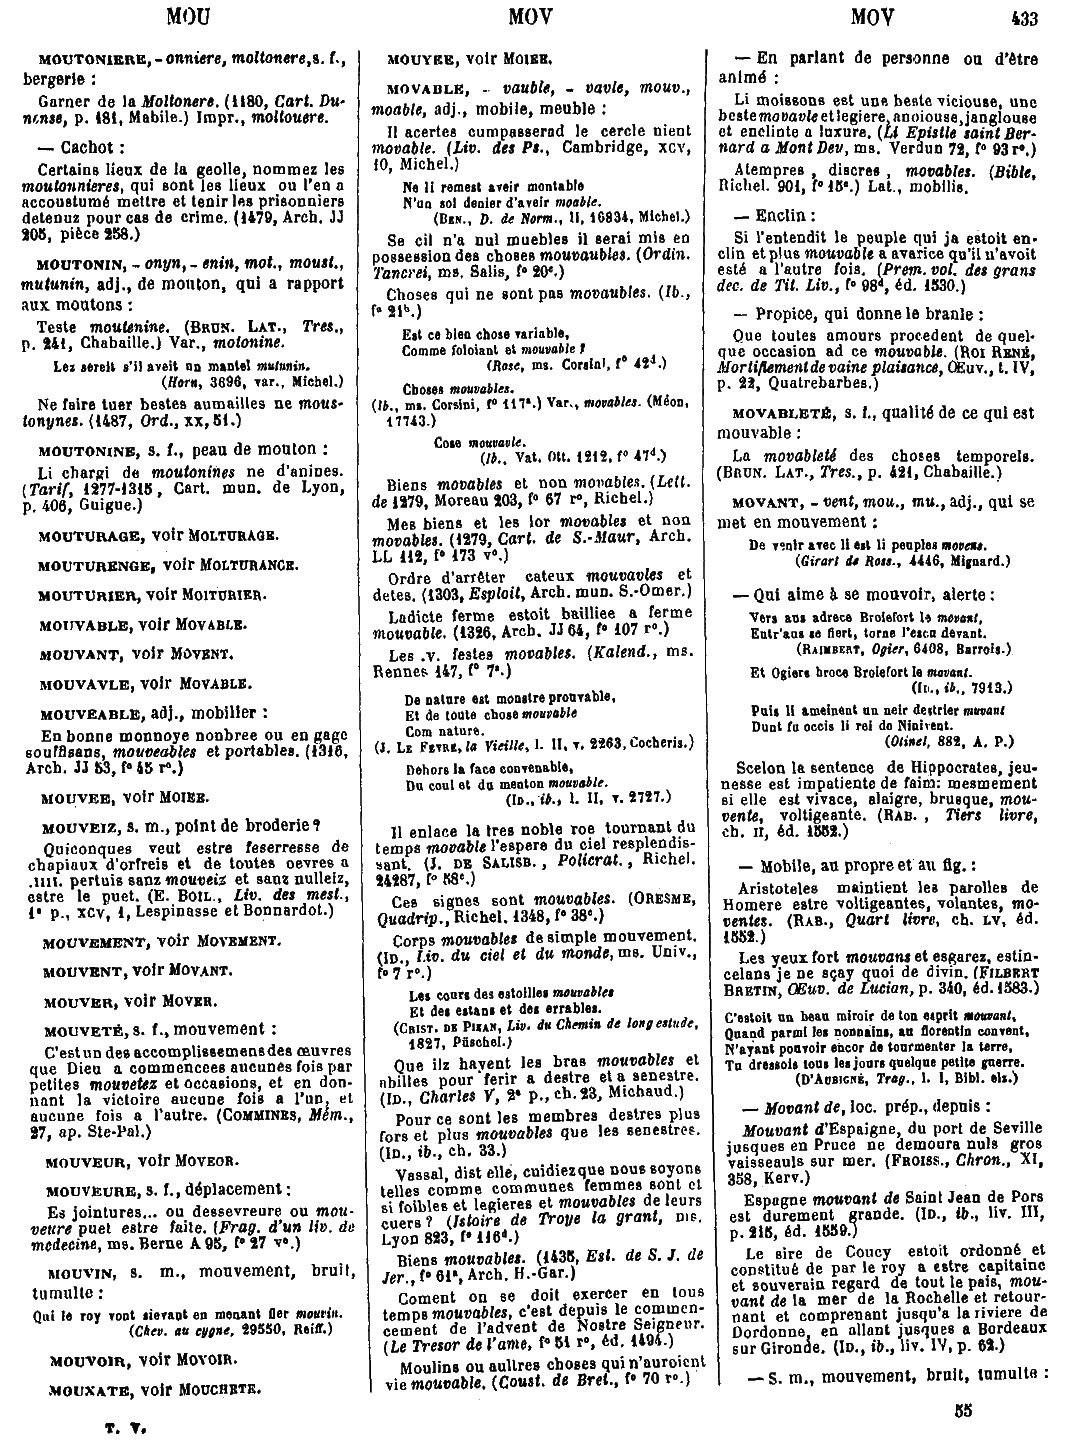 MOU
MOV
MOV
433
MOUTONIERE, - onniere, moltonere, s. f.,
bergerie :
Garner de la Moltonere. (1180, Cart. Du-
nense, p. 181, Mabile.) Impr., moltouere.
— Cachot :
Certains lieux de la geolle, nommez les
moutonnieres, qui sont les lieux ou l'en a
accoustumé mettre et tenir les prisonniers
detenuz pour cas de crime. (1479, Arch. JJ
205, pièce 258.)
MOUTONIN, - onyn, - enin, mot., moust.,
mutunin, adj., de mouton, qui a rapport
aux moutons :
Teste moutenine. (BRUN. LAT., Tres.,
p. 241, Chabaille.) Var., motonine.
Lez sereit s'il aveit un mantel mutunin.
(Horn, 3696, var., Michel.)
Ne faire tuer bestes aumailles ne mous-
tonynes. (1487, Ord., XX, 51.)
MOUTONINE, s. f., peau de mouton :
Li chargi de moutonines ne d'anines.
(Tarif, 1277-1315, Cart. mun. de Lyon,
p. 406, Guigue.)
MOUTURAGE, voir MOLTURAGE.
MOUTURENGE, voir MOLTURANCE.
MOUTURIER, voir MOITURIER.
MOUVABLE, voir MOVABLE.
MOUVANT, voir MOVENT.
MOUVAVLE, voir MOVABLE.
MOUVEABLE, adj., mobilier :
En bonne monnoye nonbree ou en gage
souffisans, mouveables et portables. (1316,
Arch. JJ 53, f° 45 r°.)
MOUVEE, voir MOIEE.
MOUVEIZ, s. m., point de broderie ?
Quiconques veut estre feserresse de
chapiaux d'orfreis et de toutes oevres a
.IIII. pertuis sanz mouveiz et sanz nulleiz,
estre le puet. (E. BOIL., Liv. des mest.,
1e p., XCV, 1, Lespinasse et Bonnardot.)
MOUVEMENT, voir MOVEMENT.
MOUVENT, voir MOVANT.
MOUVER, voir MOVER.
MOUVETÉ, s. f., mouvement :
C'est un des accomplissemens des œuvres
que Dieu a commencees aucunes fois par
petites mouvetez et occasions, et en don-
nant la victoire aucune fois a l'un, et
aucune fois a l'autre. (COMMINES, Mém.,
27, ap. Ste-Pal.)
MOUVEUR, voir MOVEOR.
MOUVEURE, s. f., déplacement :
Es jointures... ou dessevreure ou mou-
veure puet estre faite. (Frag. d'un liv. de
medecine, ms. Berne A 95, f° 27 v°.)
MOUVIN, s. m., mouvement, bruit,
tumulte :
Qui le roy vont sievant en menant fier mouvin.
(Chev. au cygne, 29550, Reiff.)
MOUVOIR, voir MOVOIR.
MOUXATE, voir MOUCHETE.
MOUYEE, voir MOIEE.
MOVABLE, - vauble, - vavle, mouv.,
moable, adj., mobile, meuble :
Il acertes cumpasserad le cercle nient
movable. (Liv. des Ps., Cambridge, XCV,
10, Michel.)
Ne li remest aveir montable
N'un sol denier d'aveir moable.
(BEN., D. de Norm., II, 16834, Michel.)
Se cil n'a nul muebles il serai mis en
possession des choses mouvaubles. (Ordin.
Tancrei, ms. Salis, f° 20c.)
Choses qui ne sont pas movaubles. (Ib.,
f° 21b.)
Est ce bien chose variable,
Comme foloiant et mouvable ?
(Rose, ms. Corsini, f° 42d.)
Choses mouvables.
(Ib., ms. Corsini, f° 117a.) Var., movables. (Méon,
17743.)
Cose mouvavle.
(Ib., Vat. Ott. 1212, f° 47d.)
Biens movables et non movables. (Lett.
de 1279, Moreau 203, f° 67 r°, Richel.)
Mes biens et les lor movables et non
movables. (1279, Cart. de S.-Maur, Arch.
LL 112, f° 173 v°.)
Ordre d'arrêter cateux mouvavles et
detes. (1303, Esploit, Arch. mun. S.-Omer.)
Ladicte ferme estoit bailliee a ferme
mouvable. (1326, Arch. JJ 64, f° 107 r°.)
Les .v. festes movables. (Kalend., ms.
Rennes 147, f° 7a.)
De nature est monstre prouvable,
Et de toute chose mouvable
Com nature.
(J. LE FEVRE, la Vieille, l. II, v. 2263, Cocheris.)
Dehors la face convenable,
Du coul et du menton mouvable.
(ID., ib., l. II, v. 2727.)
Il enlace la tres noble roe tournant du
temps movable l'espere du ciel resplendis-
sant. (J. DE SALISB., Policrat., Richel.
24287, f° 58c.)
Ces signes sont mouvables. (ORESME,
Quadrip., Richel. 1348, f° 38c.)
Corps mouvables de simple mouvement.
(ID., Liv. du ciel et du monde, ms. Univ.,
f° 7 r°.)
Les cours des estoilles mouvables
Et des estans et des errables.
(CRIST. DE PIZAN, Liv. du Chemin de long estude,
1827, Püschel.)
Que ilz hayent les bras mouvables et
abilles pour ferir a destre et a senestre.
(ID., Charles V, 2e p., ch. 23, Michaud.)
Pour ce sont les membres destres plus
fors et plus mouvables que les senestres.
(ID., ib., ch. 33.)
Vassal, dist elle, cuidiez que nous soyons
telles comme communes femmes sont et
si foibles et legieres et mouvables de leurs
cuers ? (Istoire de Troye la grant, ms.
Lyon 823, f° 116d.)
Biens mouvables. (1435, Est. de S. J. de
Jer., f° 61a, Arch. H.-Gar.)
Coment on se doit exercer en tous
temps mouvables, c'est depuis le commen-
cement de l'advent de Nostre Seigneur.
(Le Tresor de l'ame, f° 51 r°, éd. 1494.)
Moulins ou aultres choses qui n'auroient
vie mouvable. (Coust. de Bret., f° 70 r°.)
— En parlant de personne ou d'être
animé :
Li moissons est une beste viciouse, une
beste movavle et legiere, anoiouse, janglouse
et encliute a luxure. (Li Epistle saint Ber-
nard a Mont Dev, ms. Verdun 72, f° 93 r°.)
Atempres, discres, movables. (Bible,
Richel. 901, f° 15a.) Lat., mobilis.
— Enclin :
Si l'entendit le peuple qui ja estoit en-
clin et plus mouvable a avarice qu'il n'avoit
esté a l'autre fois. (Prem. vol. des grans
dec. de Tit. Liv., f° 98d, éd. 1530.)
— Propice, qui donne le branle :
Que toutes amours procedent de quel-
que occasion ad ce mouvable. (ROI RENÉ,
Mortifiement de vaine plaisance, Œuv., t. IV,
p. 22, Quatrebarbes.)
MOVABLETÉ, s. f., qualité de ce qui est
mouvable :
La movableté des choses temporels.
(BRUN. LAT., Tres., p. 421, Chabaille.)
MOVANT, - vent, mou., mu., adj., qui se
met en mouvement :
De venir avec li est li peuples movens.
(Girart de Ross., 4446, Mignard.)
— Qui aime à se mouvoir, alerte :
Vers aus adrece Broiefort le movant,
Entr'aus se fiert, torne l'escu devant.
(RAIMBERT, Ogier, 6408, Barrois.)
Et Ogiers broce Broiefort le movant.
(ID., ib., 7913.)
Puis li ameinent un neir destrier muvant
Dunt fu occis li rei de Ninivent.
(Otinel, 882, A. P.)
Scelon la sentence de Hippocrates, jeu-
nesse est impatiente de faim: mesmement
si elle est vivace, alaigre, brusque, mou-
vente, voltigeante. (RAB., Tiers livre,
ch. II, éd. 1552.)
— Mobile, au propre et au fig. :
Aristoteles maintient les parolles de
Homere estre voltigeantes, volantes, mo-
ventes. (RAB., Quart livre, ch. LV, éd.
1552.)
Les yeux fort mouvans et esgarez, estin-
celans je ne sçay quoi de divin. (FILBERT
BRETIN, Œuv. de Lucian, p. 340, éd. 1583.)
C'estoit un beau miroir de ton esprit mouvant,
Quand parmi les nonnains, au florentin convent,
N'ayant pouvoir encor de tourmenter la terre,
Tu dressois tous les jours quelque petite guerre.
(D'AUBIGNÉ, Trag., l. I, Bibl. elz.)
— Movant de, loc. prép., depuis :
Mouvant d'Espaigne, du port de Seville
jusques en Pruce ne demoura nuls gros
vaisseauls sur mer. (FROISS., Chron., XI,
358, Kerv.)
Espagne mouvant de Saint Jean de Pors
est durement grande. (ID., ib., liv. III,
p. 215, éd. 1559.)
Le sire de Coucy estoit ordonné et
constitué de par le roy a estre capitaine
et souverain regard de tout le pais, mou-
vant de la mer de la Rochelle et retour-
nant et comprenant jusqu'a la riviere de
Dordonne, en allant jusques a Bordeaux
sur Gironde. (ID., ib., liv. IV, p. 62.)
— S. m., mouvement, bruit, tumulte :
T. V.
55